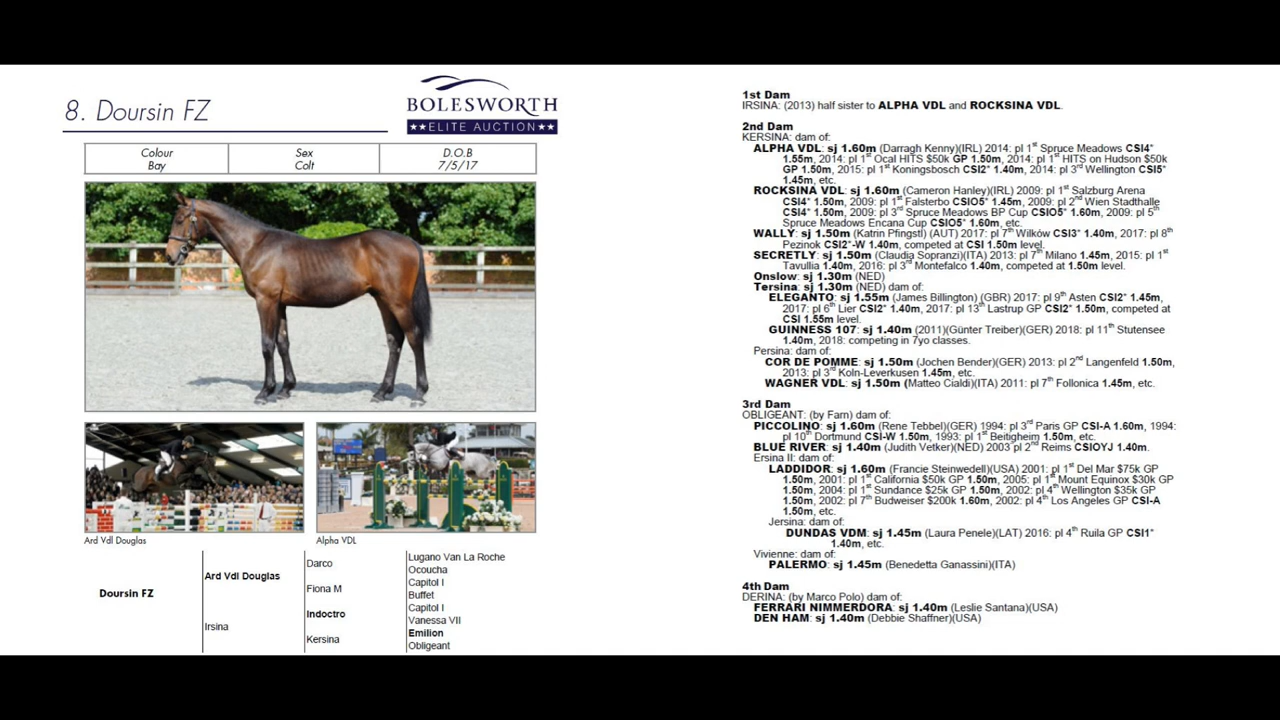 8. Doursin FZ
BOLESWORTH
★★ELITE AUCTION★★
Colour Sex D.O.B
Bay Colt 7/5/17
Ard Vdl Douglas Alpha VDL
Doursin FZ
Ard Vdl Douglas
Irsina
Darco
Fiona M
Indoctro
Kersina
Lugano Van La Roche
Ocoucha
Capitol I
Buffet
Capitol I
Vanessa VII
Emilion
Obligeant
1st Dam
IRSINA: (2013) half sister to ALPHA VDL and ROCKSINA VDL.
2nd Dam
KERSINA: dam of:
ALPHA VDL: sj 1.60m (Darragh Kenny)(IRL) 2014: pl 1st Spruce Meadows CSI4*
1.55m, 2014: pl 1st Ocal HITS $50k GP 1.50m, 2014: pl 1st HITS on Hudson $50k
GP 1.50m, 2015: pl 1st Koningsbosch CSI2* 1.40m, 2014: pl 3rd Wellington CSI5*
1.45m, etc.
ROCKSINA VDL: sj 1.60m (Cameron Hanley)(IRL) 2009: pl 1st Salzburg Arena
CSI4* 1.50m, 2009: pl 1st Falsterbo CSIO5* 1.45m, 2009: pl 2nd Wien Stadthalle
CSI4* 1.50m, 2009: pl 3rd Spruce Meadows BP Cup CSIO5* 1.60m, 2009: pl 5th
Spruce Meadows Encana Cup CSIO5* 1.60m, etc.
WALLY: sj 1.50m (Katrin Pfingstl) (AUT) 2017: pl 7th Wilków CSI3* 1.40m, 2017: pl 8th
Pezinok CSI2*-W 1.40m, competed at CSI 1.50m level.
SECRETLY: sj 1.50m (Claudia Sopranzi)(ITA) 2013: pl 7th Milano 1.45m, 2015: pl 1st
Tavullia 1.40m, 2016: pl 3rd Montefalco 1.40m, competed at 1.50m level.
Onslow: sj 1.30m (NED)
Tersina: sj 1.30m (NED) dam of:
ELEGANTO: sj 1.55m (James Billington) (GBR) 2017: pl 9th Asten CSI2* 1.45m,
2017: pl 6th Lier CSI2* 1.40m, 2017: pl 13th Lastrup GP CSI2* 1.50m, competed at
CSI 1.55m level.
GUINNESS 107: sj 1.40m (2011)(Günter Treiber)(GER) 2018: pl 11th Stutensee
1.40m, 2018: competing in 7yo classes.
Persina: dam of:
COR DE POMME: sj 1.50m (Jochen Bender)(GER) 2013: pl 2nd Langenfeld 1.50m,
2013: pl 3rd Koln-Leverkusen 1.45m, etc.
WAGNER VDL: sj 1.50m (Matteo Cialdi)(ITA) 2011: pl 7th Follonica 1.45m, etc.
3rd Dam
OBLIGEANT: (by Farn) dam of:
PICCOLINO: sj 1.60m (Rene Tebbel)(GER) 1994: pl 3rd Paris GP CSI-A 1.60m, 1994:
pl 10th Dortmund CSI-W 1.50m, 1993: pl 1st Beitigheim 1.50m, etc.
BLUE RIVER: sj 1.40m (Judith Vetker)(NED) 2003 pl 2nd Reims CSIOYJ 1.40m.
Ersina II: dam of:
LADDIDOR: sj 1.60m (Francie Steinwedell)(USA) 2001: pl 1st Del Mar $75k GP
1.50m, 2001: pl 1st California $50k GP 1.50m, 2005: pl 1st Mount Equinox $30k GP
1.50m, 2004: pl 1st Sundance $25k GP 1.50m, 2002: pl 4th Wellington $35k GP
1.50m, 2002: pl 7th Budweiser $200k 1.60m, 2002: pl 4th Los Angeles GP CSI-A
1.50m, etc.
Jersina: dam of:
DUNDAS VDM: sj 1.45m (Laura Penele)(LAT) 2016: pl 4th Ruila GP CSI1*
1.40m, etc.
Vivienne: dam of:
PALERMO: sj 1.45m (Benedetta Ganassini)(ITA)
4th Dam
DERINA: (by Marco Polo) dam of:
FERRARI NIMMERDORA: sj 1.40m (Leslie Santana)(USA)
DEN HAM: sj 1.40m (Debbie Shaffner)(USA)